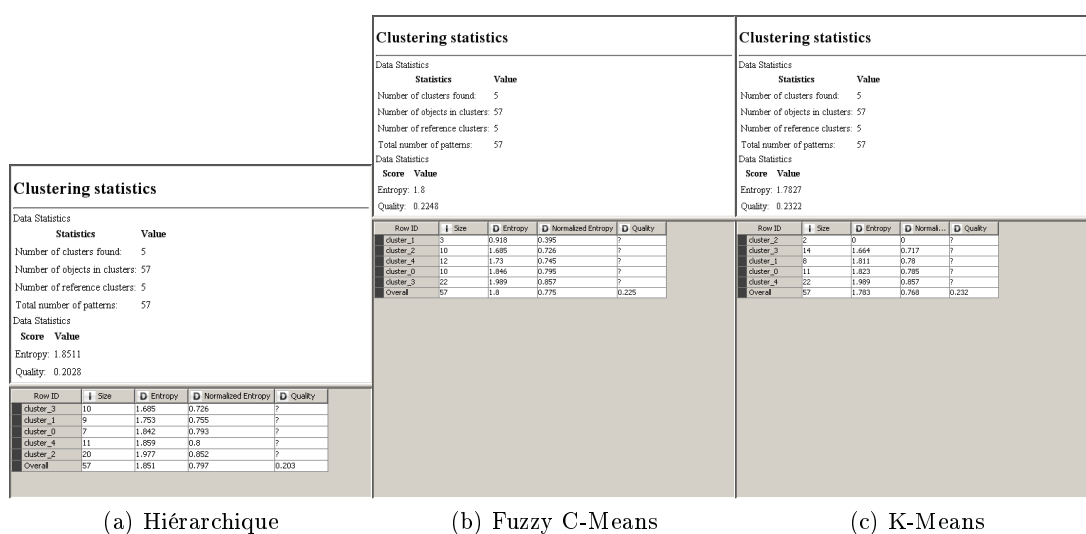 Clustering statistics
Data Statistics
Statistics Value
Number of clusters found: 5
Number of objects in clusters: 57
Number of reference clusters: 5
Total number of patterns: 57
Data Statistics
Score Value
Entropy: 1.8511
Quality: 0.2028
Row ID I Size D Entropy D Normalized Entropy D Quality
cluster_3 10 1.685 0.726 ?
cluster_1 9 1.753 0.755 ?
cluster_0 7 1.842 0.793 ?
cluster_4 11 1.859 0.8 ?
cluster_2 20 1.977 0.852 ?
Overall 57 1.851 0.797 0.203
(a) Hiérarchique
Clustering statistics
Data Statistics
Statistics Value
Number of clusters found: 5
Number of objects in clusters: 57
Number of reference clusters: 5
Total number of patterns: 57
Data Statistics
Score Value
Entropy: 1.8
Quality: 0.2248
Row ID I Size D Entropy D Normalized Entropy D Quality
cluster_1 3 0.918 0.395 ?
cluster_2 10 1.685 0.726 ?
cluster_4 12 1.73 0.745 ?
cluster_0 10 1.846 0.795 ?
cluster_3 22 1.989 0.857 ?
Overall 57 1.8 0.775 0.225
(b) Fuzzy C-Means
Clustering statistics
Data Statistics
Statistics Value
Number of clusters found: 5
Number of objects in clusters: 57
Number of reference clusters: 5
Total number of patterns: 57
Data Statistics
Score Value
Entropy: 1.7827
Quality: 0.2322
Row ID I Size D Entropy D Normali... D Quality
cluster_2 2 0 0 ?
cluster_3 14 1.664 0.717 ?
cluster_1 8 1.811 0.78 ?
cluster_0 11 1.823 0.785 ?
cluster_4 22 1.989 0.857 ?
Overall 57 1.783 0.768 0.232
(c) K-Means